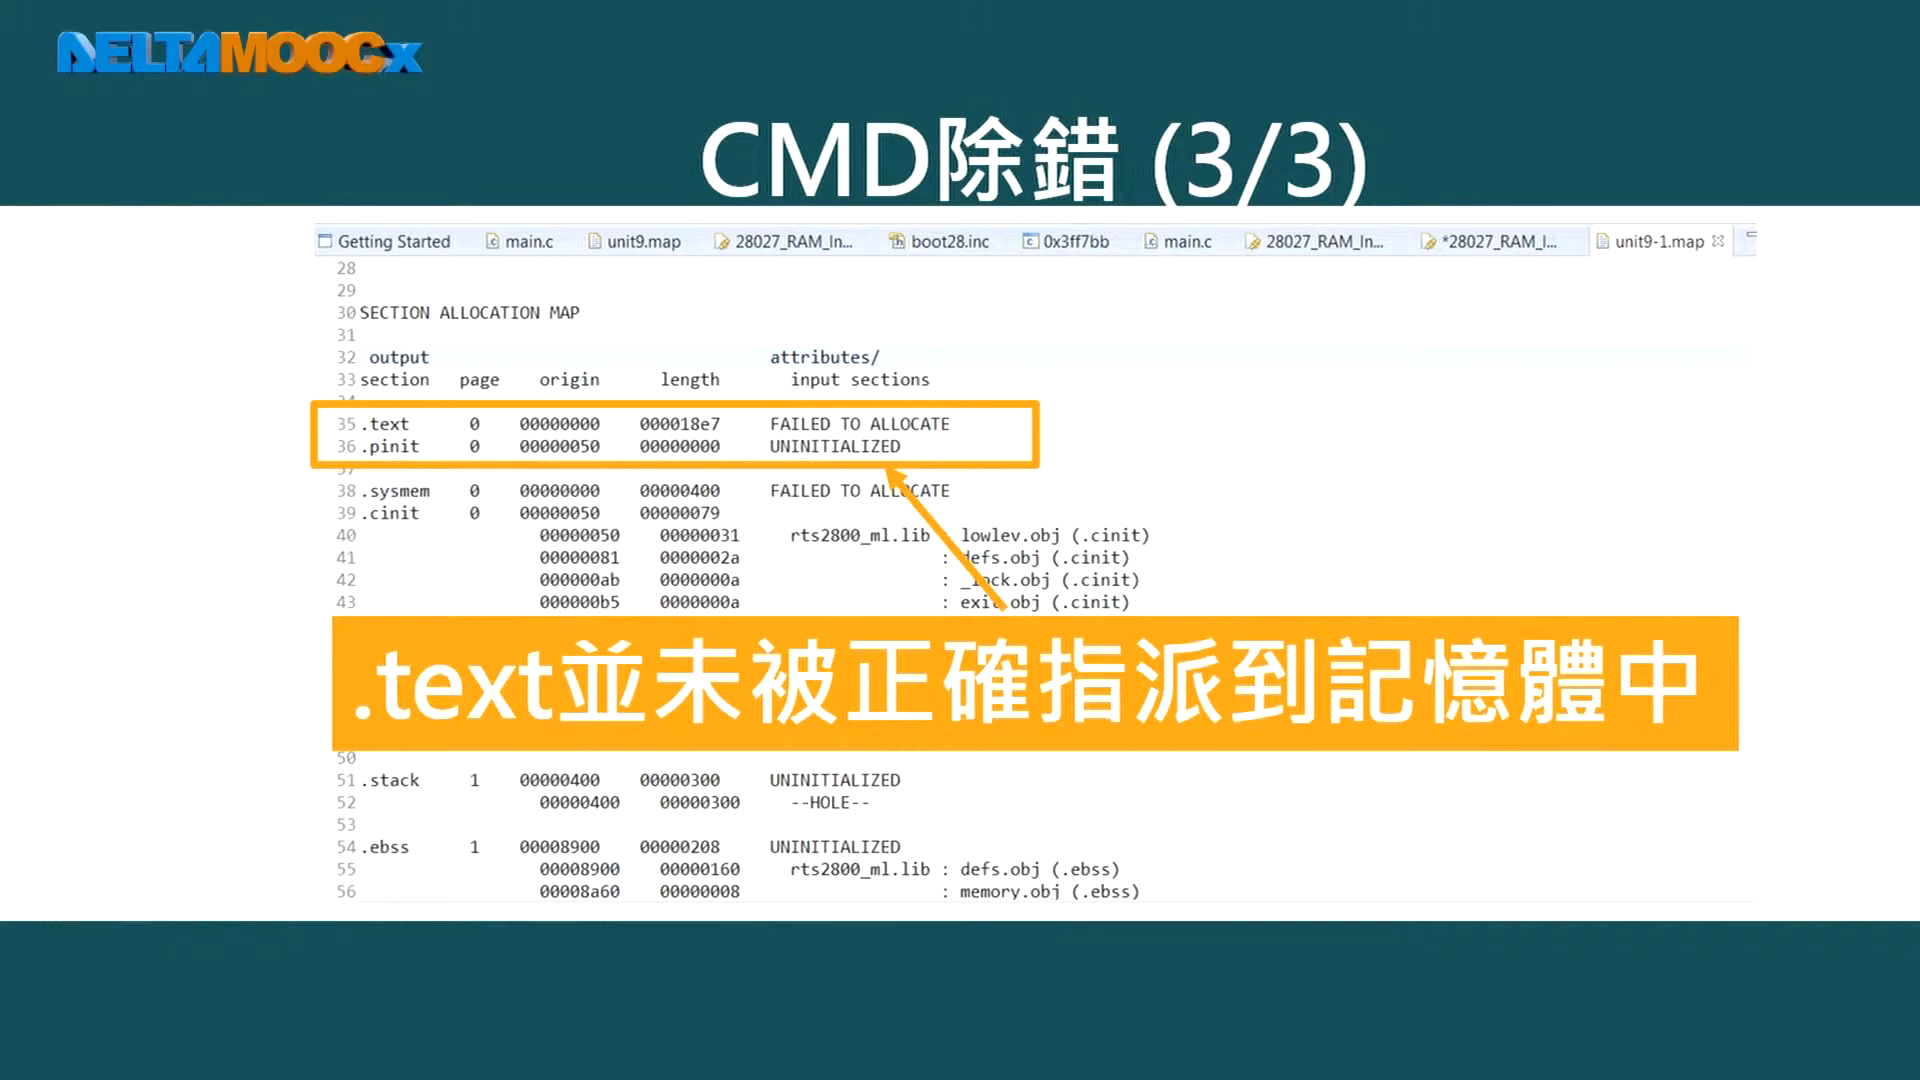 DELTAMOOCx
CMD除錯 (3/3)
Getting Started main.c unit9.map 28027_RAM_In... boot28.inc 0x3ff7bb main.c 28027_RAM_In... *28027_RAM_I... unit9-1.map
28
29
30 SECTION ALLOCATION MAP
31
32 output attributes/
33 section page origin length input sections
34
35 .text 0 00000000 000018e7 FAILED TO ALLOCATE
36 .pinit 0 00000050 00000000 UNINITIALIZED
37
38 .sysmem 0 00000000 00000400 FAILED TO ALLOCATE
39 .cinit 0 00000050 00000079
40 00000050 00000031 rts2800_ml.lib : lowlev.obj (.cinit)
41 00000081 0000002a : defs.obj (.cinit)
42 000000ab 0000000a : _lock.obj (.cinit)
43 000000b5 0000000a : exit.obj (.cinit)
.text並未被正確指派到記憶體中
50
51 .stack 1 00000400 00000300 UNINITIALIZED
52 00000400 00000300 --HOLE--
53
54 .ebss 1 00008900 00000208 UNINITIALIZED
55 00008900 00000160 rts2800_ml.lib : defs.obj (.ebss)
56 00008a60 00000008 : memory.obj (.ebss)